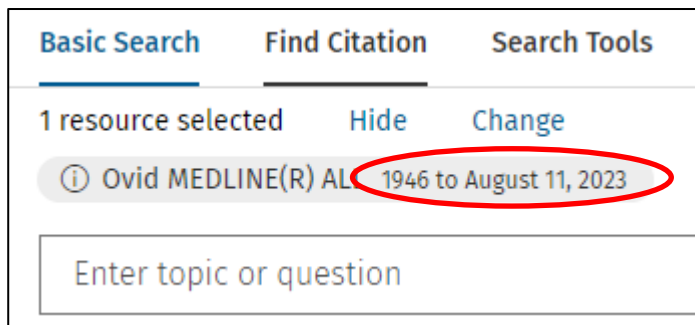 Basic Search Find Citation Search Tools
1 resource selected Hide Change
Ovid MEDLINE(R) 1946 to August 11, 2023
Enter topic or question